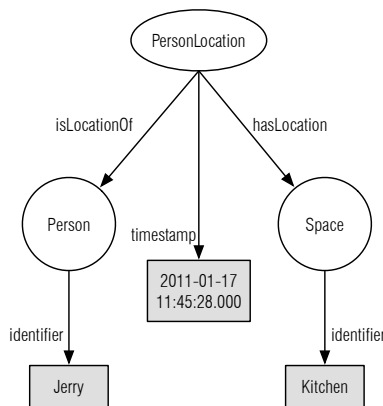 PersonLocation
isLocationOf
hasLocation
Person
Space
timestamp
2011-01-17
11:45:28.000
identifier
identifier
Jerry
Kitchen